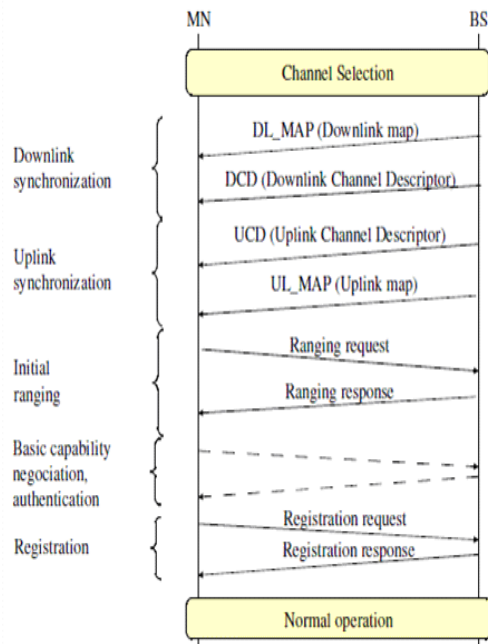 MN
BS
Channel Selection
DL_MAP (Downlink map)
Downlink
synchronization
DCD (Downlink Channel Descriptor)
UCD (Uplink Channel Descriptor)
Uplink
synchronization
UL_MAP (Uplink map)
Ranging request
Initial
ranging
Ranging response
Basic capability
negociation,
authentication
Registration request
Registration
Registration response
Normal operation